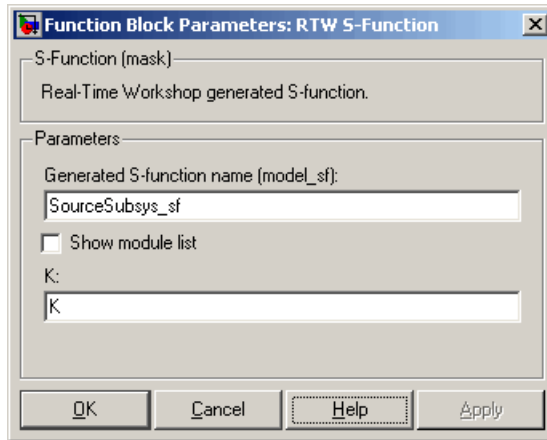 Function Block Parameters: RTW S-Function
S-Function (mask)
Real-Time Workshop generated S-function.
Parameters
Generated S-function name (model_sf):
SourceSubsys_sf
Show module list
K:
K
OK Cancel Help Apply